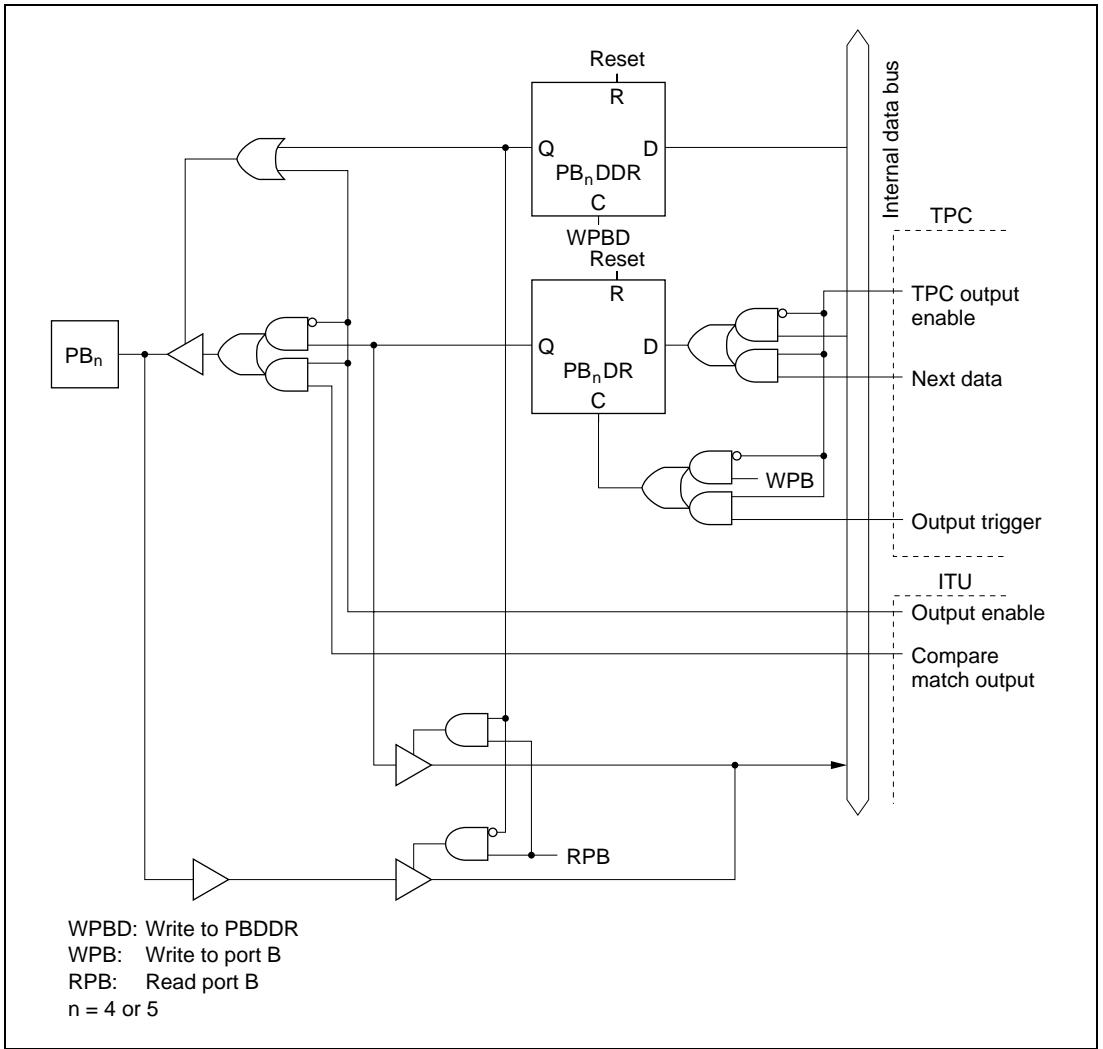 Reset
R
Q
D
PBnDDR
C
WPBD
Internal data bus
TPC
Reset
R
Q
D
PBnDR
C
TPC output
enable
PBn
Next data
WPB
Output trigger
ITU
Output enable
Compare
match output
RPB
WPBD: Write to PBDDR
WPB: Write to port B
RPB: Read port B
n = 4 or 5